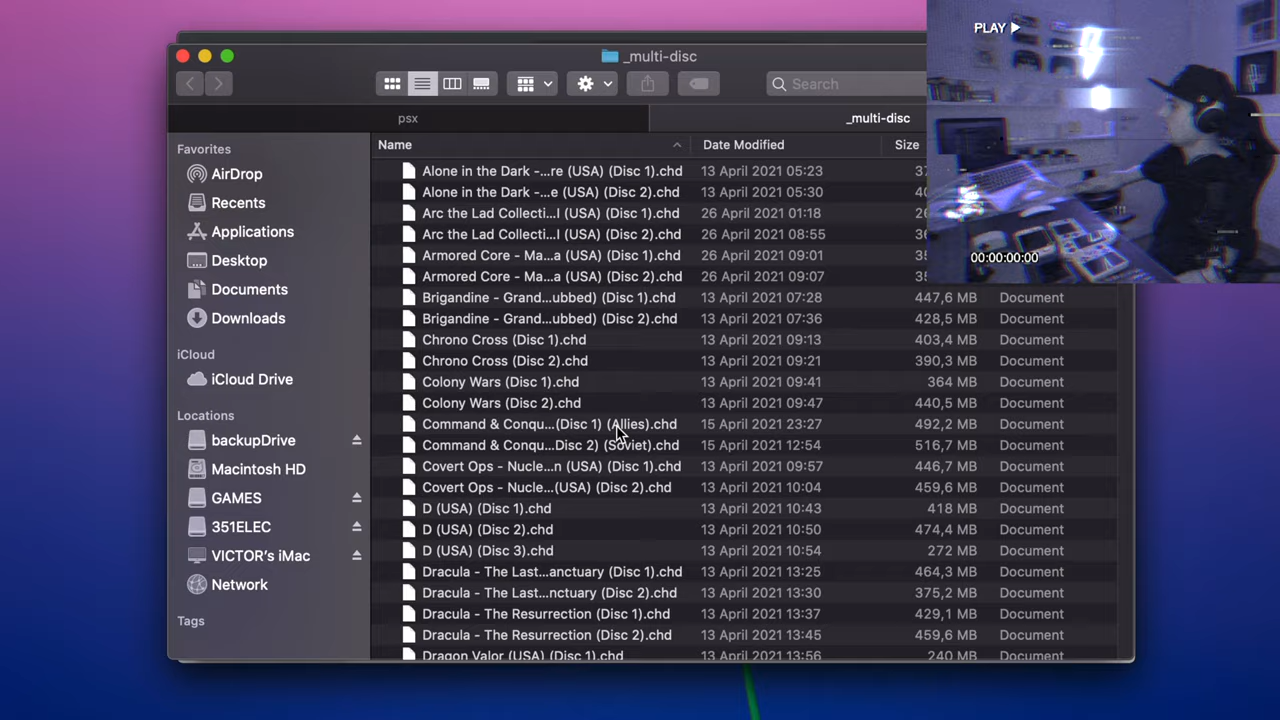 _multi-disc
PLAY ▶
Search
psx
_multi-disc
Name
Date Modified
Size
Favorites
AirDrop
Recents
Applications
Desktop
Documents
Downloads
iCloud
iCloud Drive
Locations
backupDrive
Macintosh HD
GAMES
351ELEC
VICTOR's iMac
Network
Tags
Alone in the Dark -...re (USA) (Disc 1).chd 13 April 2021 05:23
Alone in the Dark -...e (USA) (Disc 2).chd 13 April 2021 05:30
Arc the Lad Collecti...l (USA) (Disc 1).chd 26 April 2021 01:18
Arc the Lad Collecti...l (USA) (Disc 2).chd 26 April 2021 08:55
Armored Core - Ma...a (USA) (Disc 1).chd 26 April 2021 09:01
Armored Core - Ma...a (USA) (Disc 2).chd 26 April 2021 09:07
00:00:00:00
Brigandine - Grand...ubbed) (Disc 1).chd 13 April 2021 07:28 447,6 MB Document
Brigandine - Grand...ubbed) (Disc 2).chd 13 April 2021 07:36 428,5 MB Document
Chrono Cross (Disc 1).chd 13 April 2021 09:13 403,4 MB Document
Chrono Cross (Disc 2).chd 13 April 2021 09:21 390,3 MB Document
Colony Wars (Disc 1).chd 13 April 2021 09:41 364 MB Document
Colony Wars (Disc 2).chd 13 April 2021 09:47 440,5 MB Document
Command & Conqu...(Disc 1) (Allies).chd 15 April 2021 23:27 492,2 MB Document
Command & Conqu...Disc 2) (Soviet).chd 15 April 2021 12:54 516,7 MB Document
Covert Ops - Nucle...n (USA) (Disc 1).chd 13 April 2021 09:57 446,7 MB Document
Covert Ops - Nucle...(USA) (Disc 2).chd 13 April 2021 10:04 459,6 MB Document
D (USA) (Disc 1).chd 13 April 2021 10:43 418 MB Document
D (USA) (Disc 2).chd 13 April 2021 10:50 474,4 MB Document
D (USA) (Disc 3).chd 13 April 2021 10:54 272 MB Document
Dracula - The Last...anctuary (Disc 1).chd 13 April 2021 13:25 464,3 MB Document
Dracula - The Last...nctuary (Disc 2).chd 13 April 2021 13:30 375,2 MB Document
Dracula - The Resurrection (Disc 1).chd 13 April 2021 13:37 429,1 MB Document
Dracula - The Resurrection (Disc 2).chd 13 April 2021 13:45 459,6 MB Document
Dragon Valor (USA) (Disc 1).chd 13 April 2021 13:56 240 MB Document